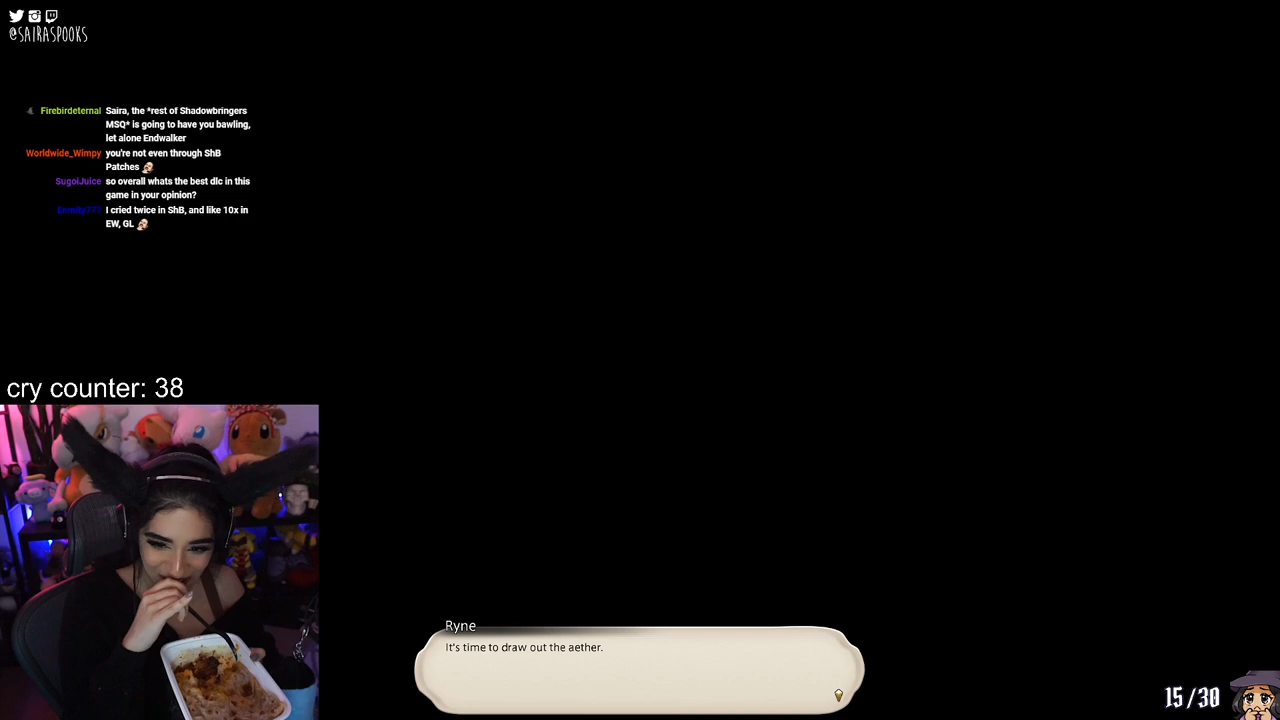 @SAIRASPOOKS
Firebirdeternal Saira, the *rest of Shadowbringers
MSQ* is going to have you bawling,
let alone Endwalker
Worldwide_Wimpy you're not even through ShB
Patches
SugoiJuice so overall whats the best dlc in this
game in your opinion?
I cried twice in ShB, and like 10x in
EW, GL
cry counter: 38
Ryne
It's time to draw out the aether.
15/30